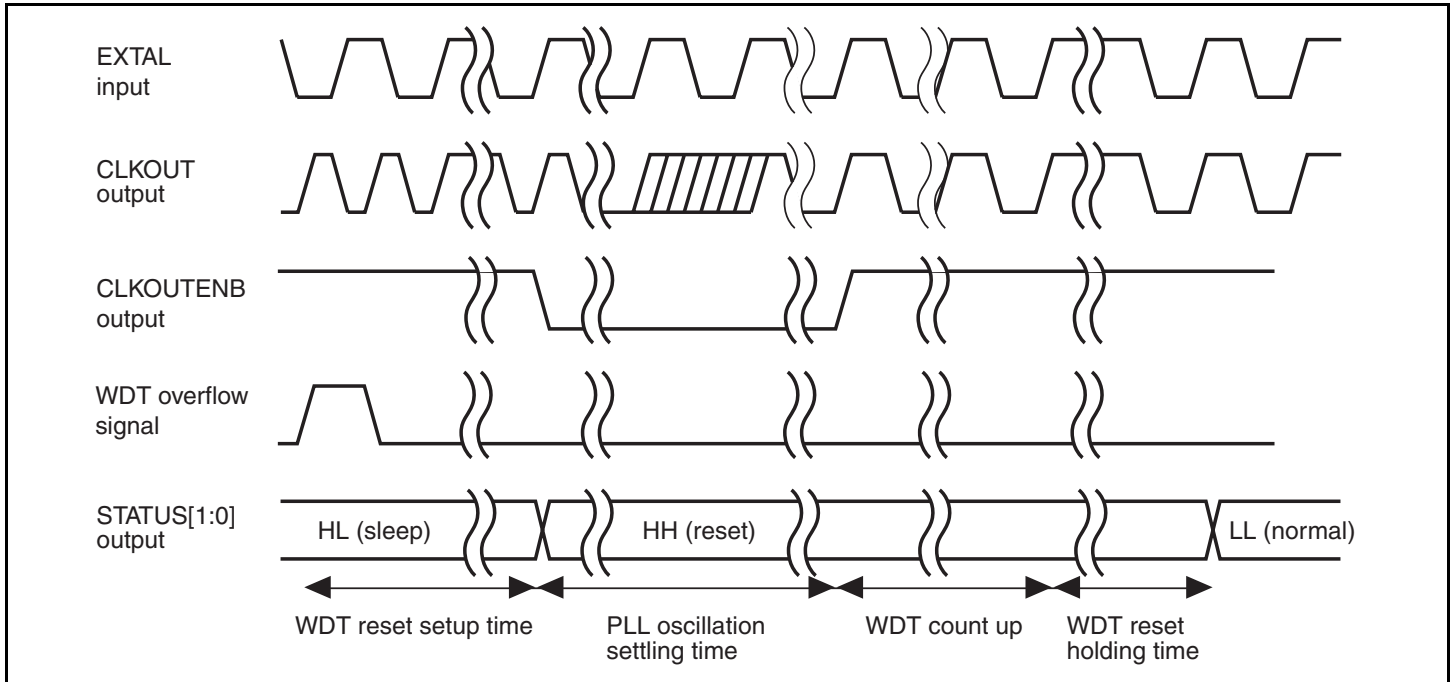 EXTAL
input
CLKOUT
output
CLKOUTENB
output
WDT overflow
signal
STATUS[1:0]
output
HL (sleep)
HH (reset)
LL (normal)
WDT reset setup time
PLL oscillation
settling time
WDT count up
WDT reset
holding time